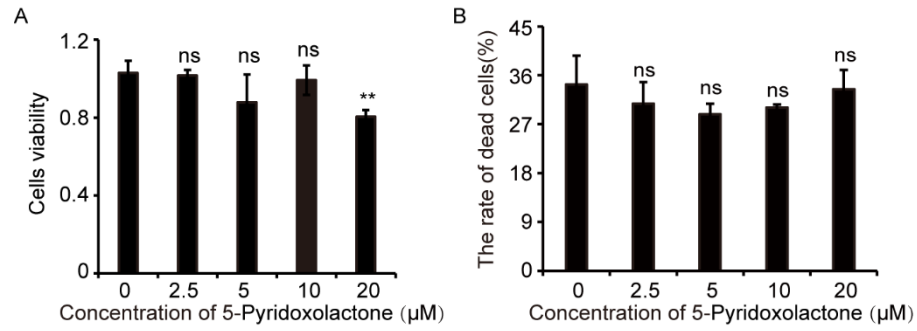 A
Cells viability
1.2
0.8
0.4
0
ns
ns
ns
**
0 2.5 5 10 20
Concentration of 5-Pyridoxolactone (μM)
B
The rate of dead cells(%)
45
36
27
18
9
0
ns
ns
ns
ns
0 2.5 5 10 20
Concentration of 5-Pyridoxolactone (μM)